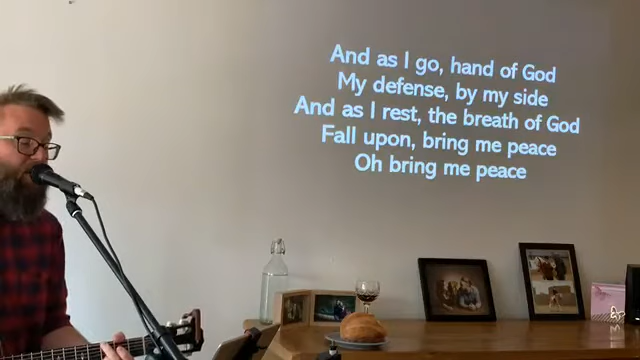 And as I go, hand of God
My defense, by my side
And as I rest, the breath of God
Fall upon, bring me peace
Oh bring me peace